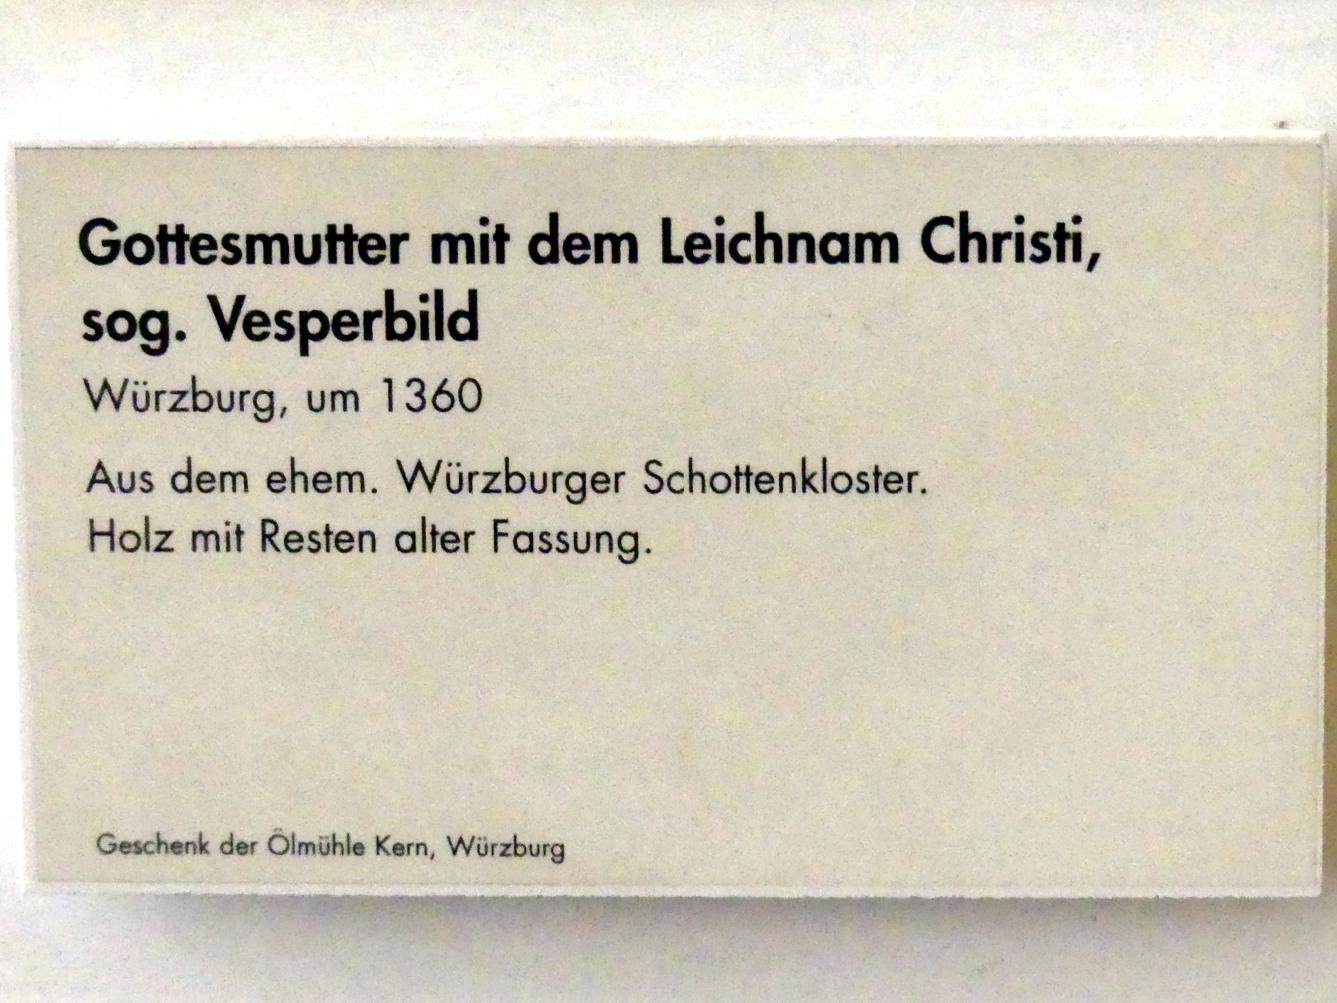 Gottesmutter mit dem Leichnam Christi,
sog. Vesperbild
Würzburg, um 1360
Aus dem ehem. Würzburger Schottenkloster.
Holz mit Resten alter Fassung.
Geschenk der Ölmühle Kern, Würzburg